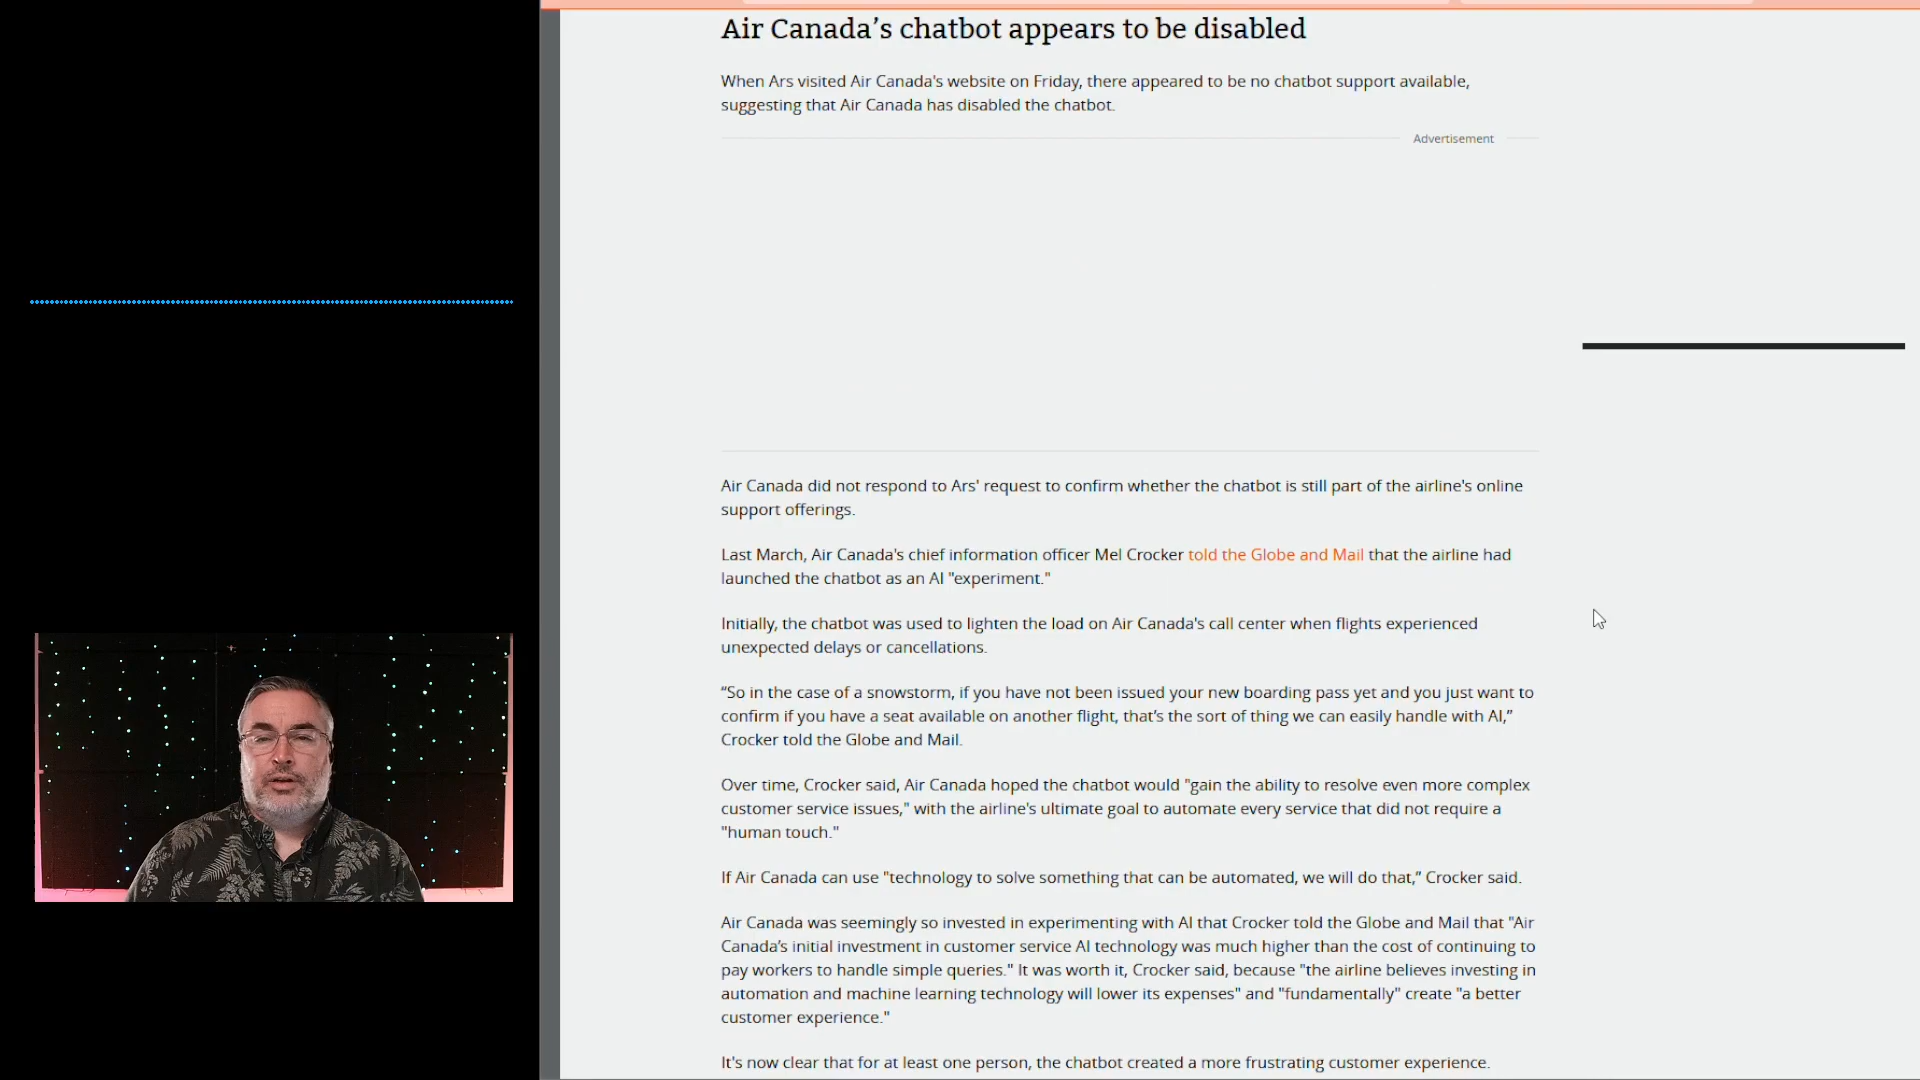 Air Canada’s chatbot appears to be disabled
When Ars visited Air Canada's website on Friday, there appeared to be no chatbot support available,
suggesting that Air Canada has disabled the chatbot.
Advertisement
Air Canada did not respond to Ars' request to confirm whether the chatbot is still part of the airline's online
support offerings.
Last March, Air Canada's chief information officer Mel Crocker told the Globe and Mail that the airline had
launched the chatbot as an AI "experiment."
Initially, the chatbot was used to lighten the load on Air Canada's call center when flights experienced
unexpected delays or cancellations.
“So in the case of a snowstorm, if you have not been issued your new boarding pass yet and you just want to
confirm if you have a seat available on another flight, that’s the sort of thing we can easily handle with AI,”
Crocker told the Globe and Mail.
Over time, Crocker said, Air Canada hoped the chatbot would "gain the ability to resolve even more complex
customer service issues," with the airline's ultimate goal to automate every service that did not require a
"human touch."
If Air Canada can use "technology to solve something that can be automated, we will do that,” Crocker said.
Air Canada was seemingly so invested in experimenting with AI that Crocker told the Globe and Mail that "Air
Canada’s initial investment in customer service AI technology was much higher than the cost of continuing to
pay workers to handle simple queries." It was worth it, Crocker said, because "the airline believes investing in
automation and machine learning technology will lower its expenses" and "fundamentally" create "a better
customer experience."
It's now clear that for at least one person, the chatbot created a more frustrating customer experience.